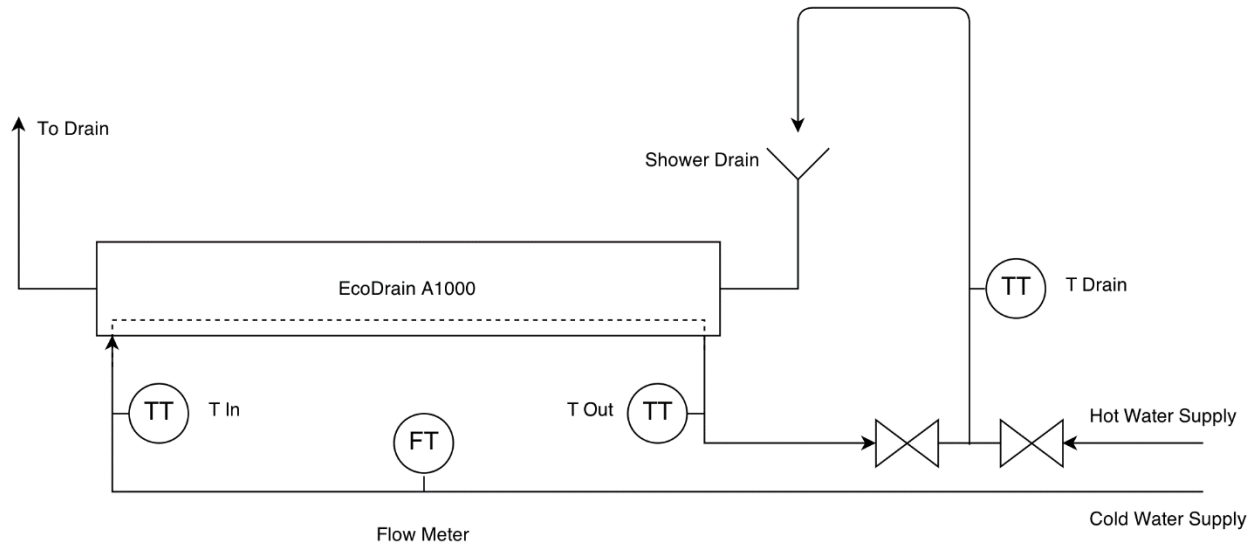 To Drain
Shower Drain
EcoDrain A1000
TT
T Drain
TT
T In
T Out
TT
FT
Hot Water Supply
Cold Water Supply
Flow Meter